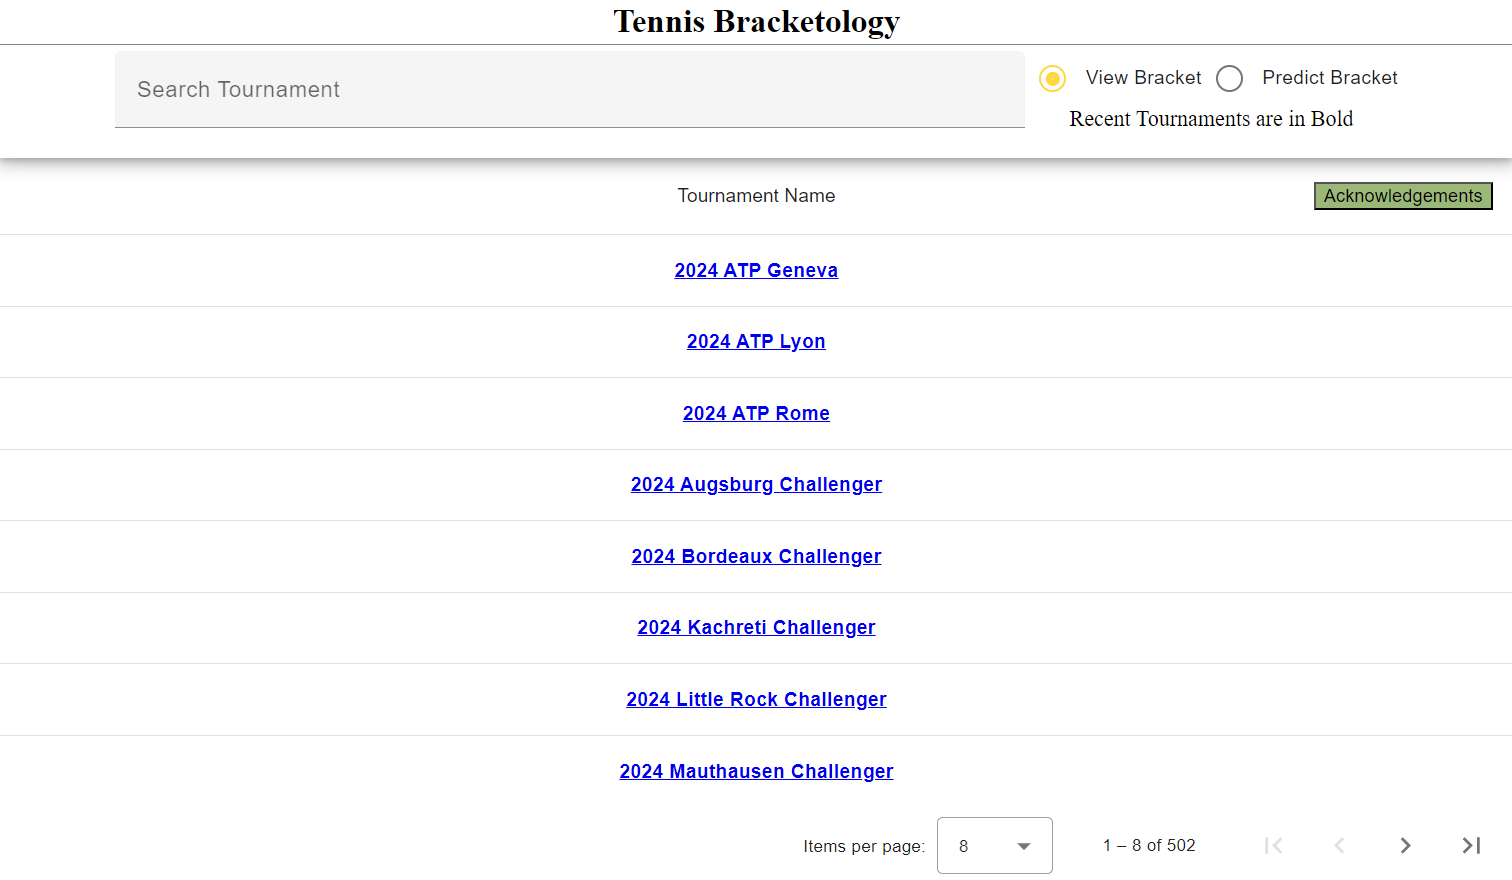 Tennis Bracketology
Search Tournament
View Bracket
Predict Bracket
Recent Tournaments are in Bold
Tournament Name
Acknowledgements
2024 ATP Geneva
2024 ATP Lyon
2024 ATP Rome
2024 Augsburg Challenger
2024 Bordeaux Challenger
2024 Kachreti Challenger
2024 Little Rock Challenger
2024 Mauthausen Challenger
Items per page: 8 1 – 8 of 502